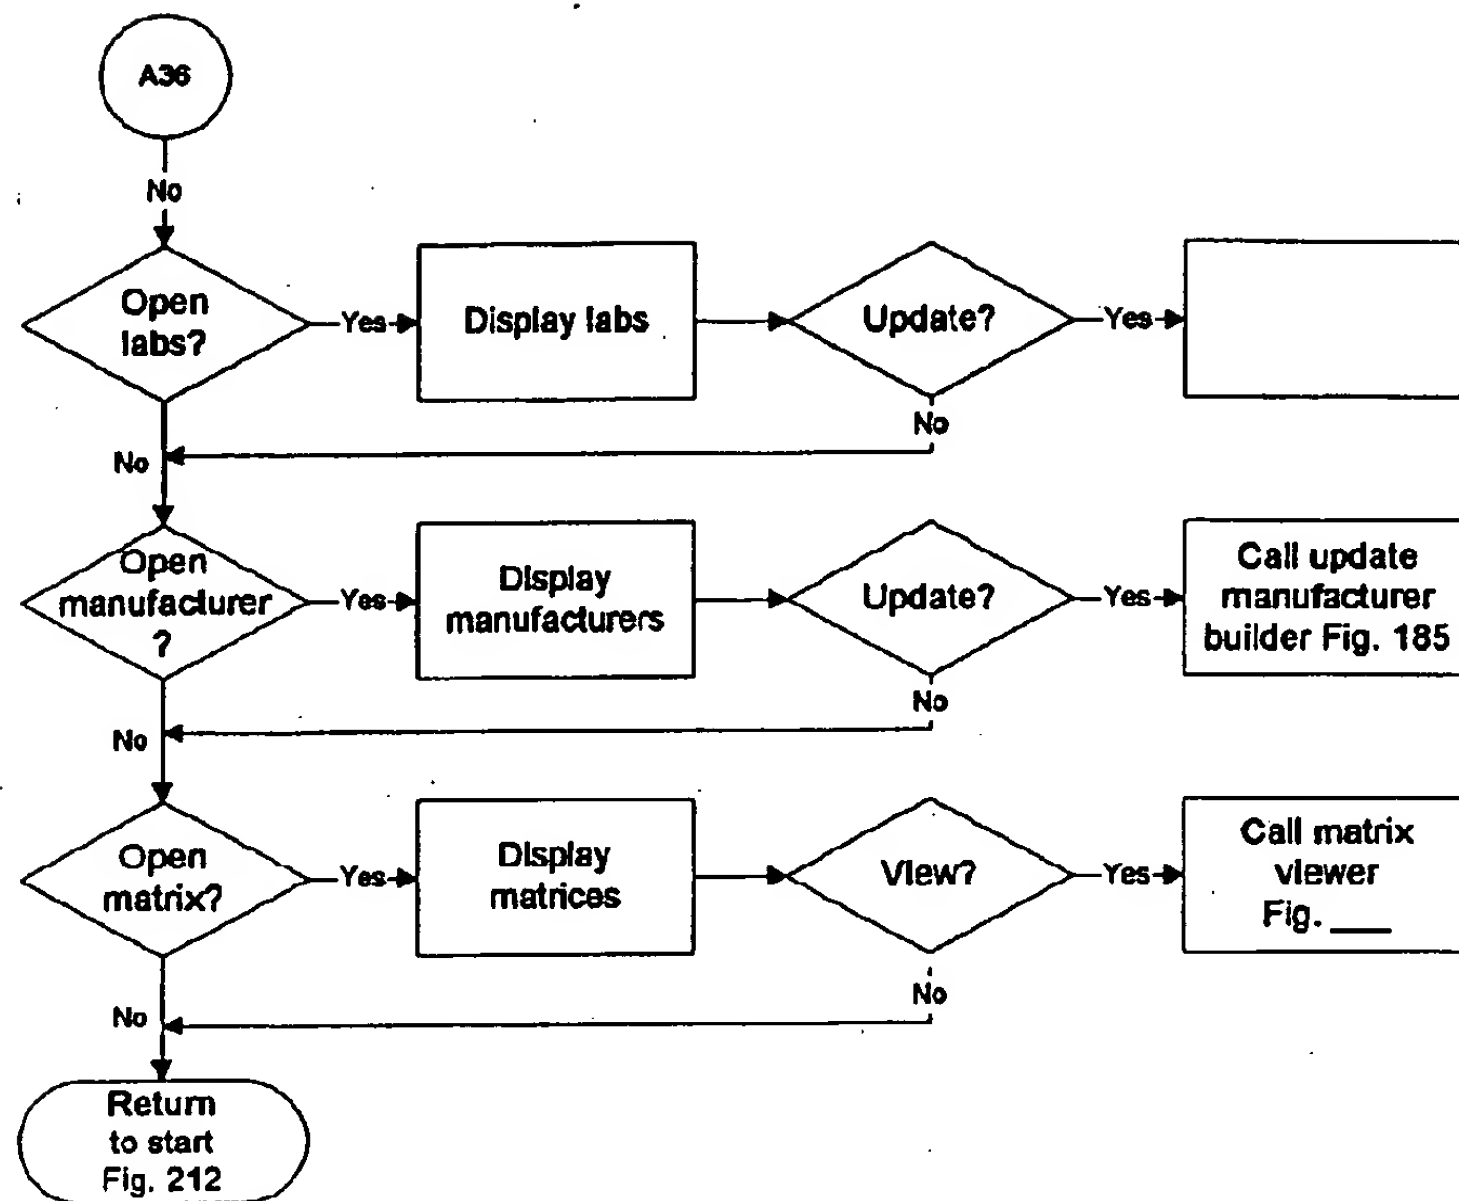 A36
No
Open
labs?
Yes
Display labs
Update?
Yes
No
No
Open
manufacturer
?
Yes
Display
manufacturers
Update?
Yes
Call update
manufacturer
builder Fig. 185
No
No
Open
matrix?
Yes
Display
matrices
View?
Yes
Call matrix
viewer
Fig. ___
No
No
Return
to start
Fig. 212